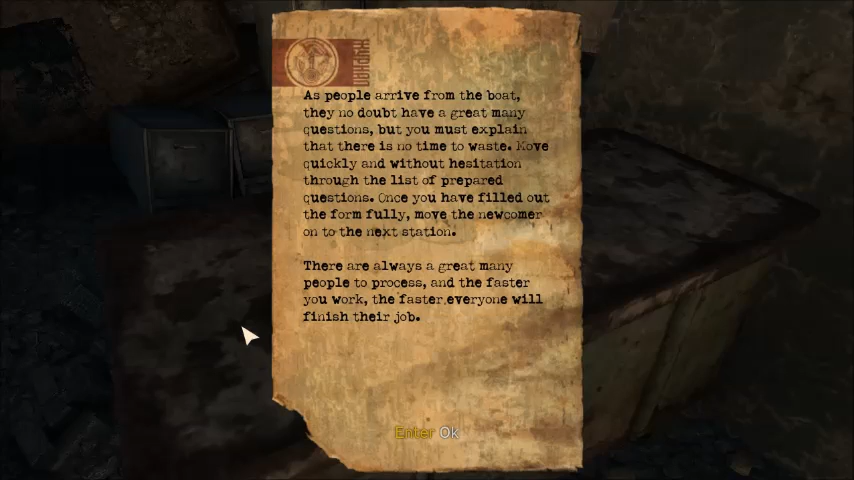 As people arrive from the boat,
they no doubt have a great many
questions, but you must explain
that there is no time to waste. Move
quickly and without hesitation
through the list of prepared
questions. Once you have filled out
the form fully, move the newcomer
on to the next station.
There are always a great many
people to process, and the faster
you work, the faster everyone will
finish their job.
Enter Ok